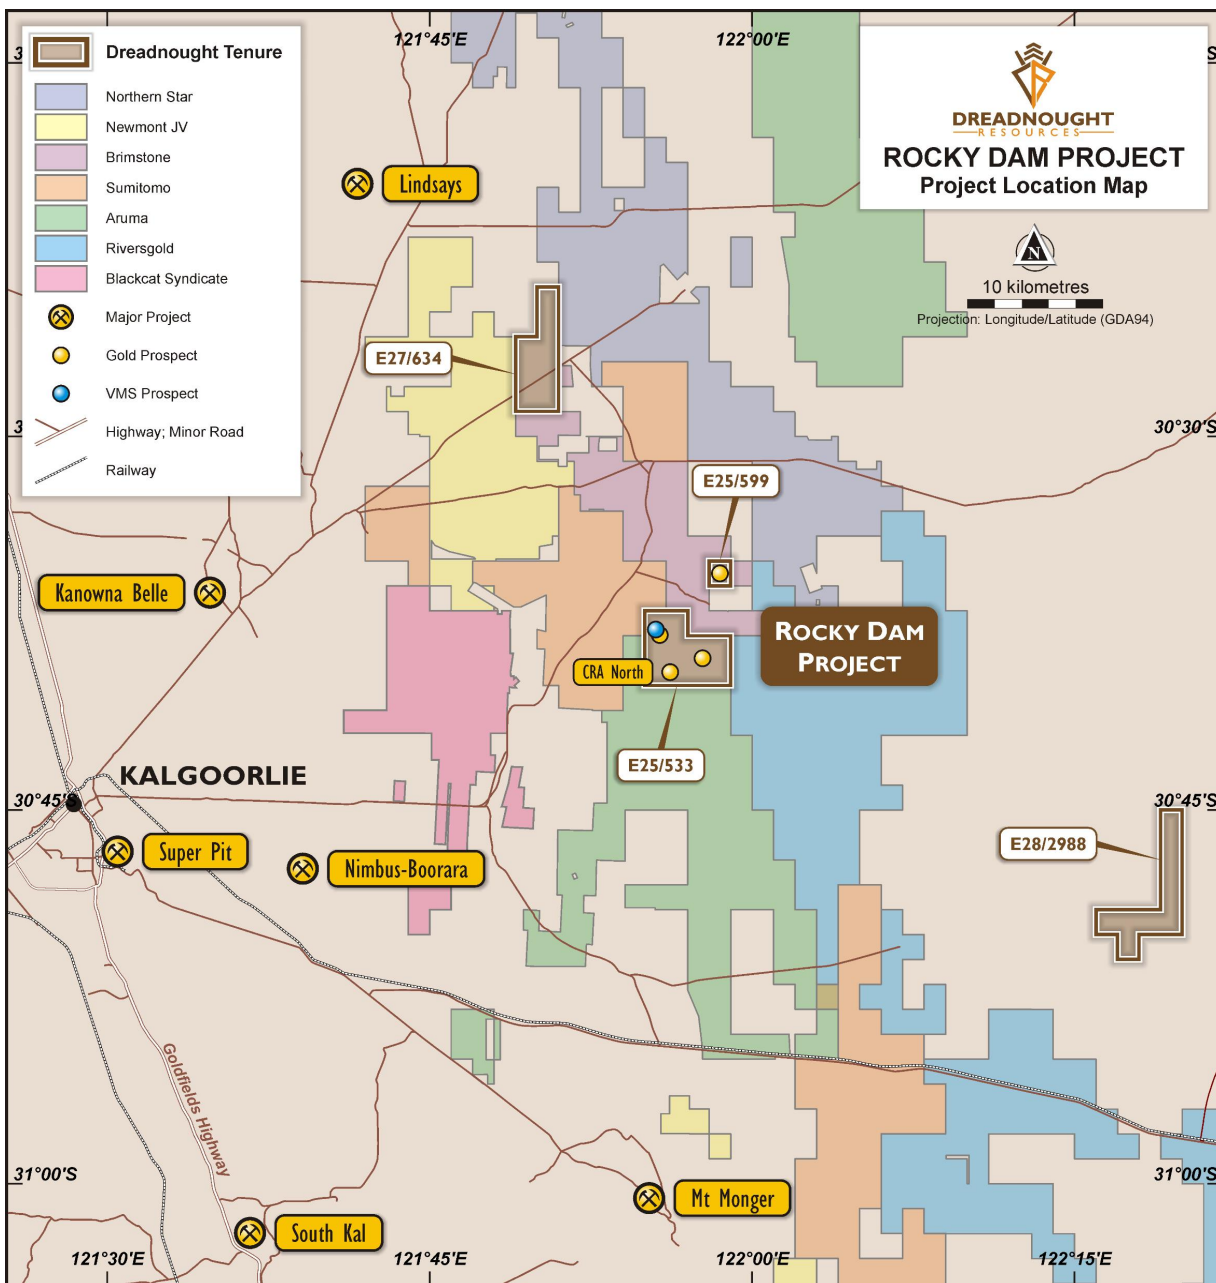 Dreadnought Tenure
Northern Star
Newmont JV
Brimstone
Sumitomo
Aruma
Riversgold
Blackcat Syndicate
Major Project
Gold Prospect
VMS Prospect
Highway; Minor Road
Railway
121°45'E
122°00'E
DREADNOUGHT
RESOURCES
ROCKY DAM PROJECT
Project Location Map
N
10 kilometres
Projection: Longitude/Latitude (GDA94)
3
S
Lindsays
E27/634
3
30°30'S
E25/599
Kanowna Belle
ROCKY DAM
PROJECT
CRA North
E25/533
KALGOORLIE
30°45'S
30°45'S
Super Pit
Nimbus-Boorara
E28/2988
Goldfields Highway
31°00'S
31°00'S
Mt Monger
South Kal
121°30'E
121°45'E
122°00'E
122°15'E